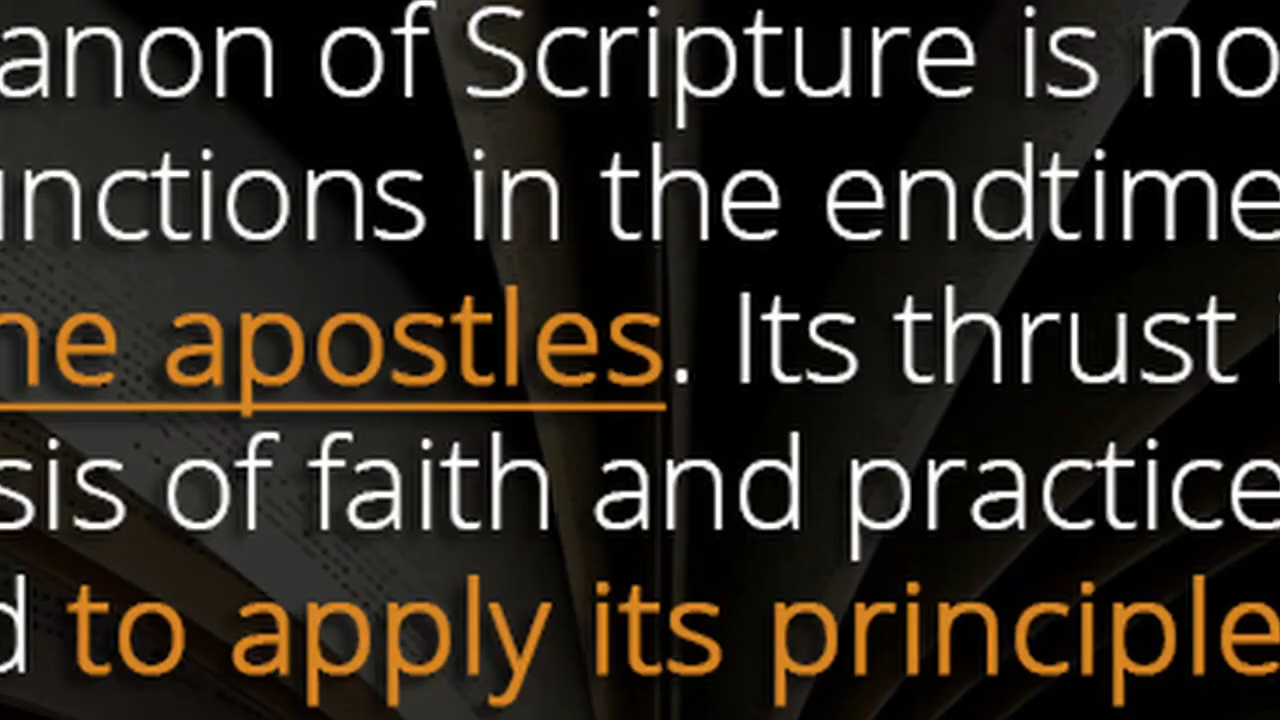 anon of Scripture is no
unctions in the endtime
he apostles. Its thrust i
sis of faith and practice
d to apply its principle